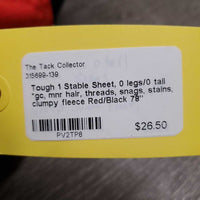 The Tack Collector
315699-139
Tough 1 Stable Sheet, 0 legs/0 tail
"gc, mnr hair, threads, snags, stains,
clumpy fleece Red/Black 78"
PV2TP8
$26.50